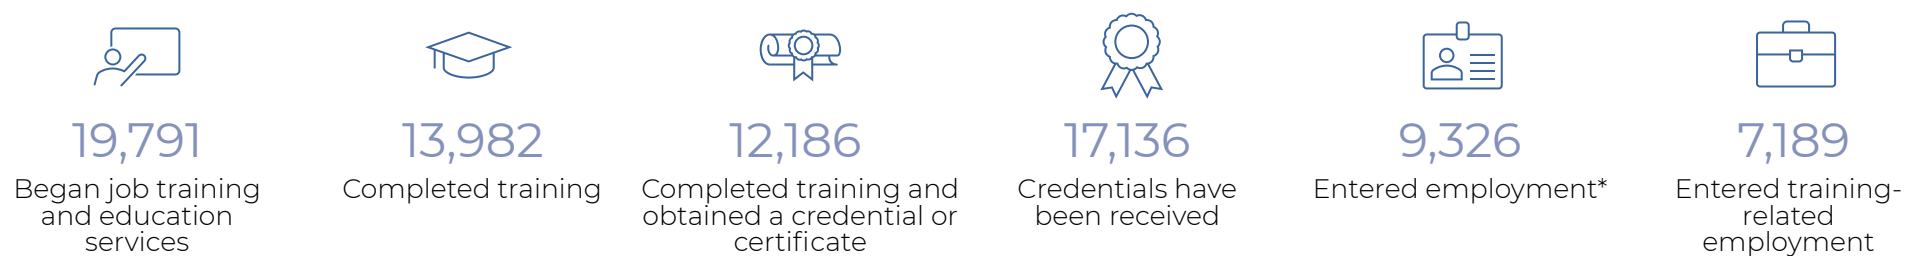 19,791
Began job training
and education
services
13,982
Completed training
12,186
Completed training and
obtained a credential or
certificate
17,136
Credentials have
been received
9,326
Entered employment*
7,189
Entered training-
related
employment